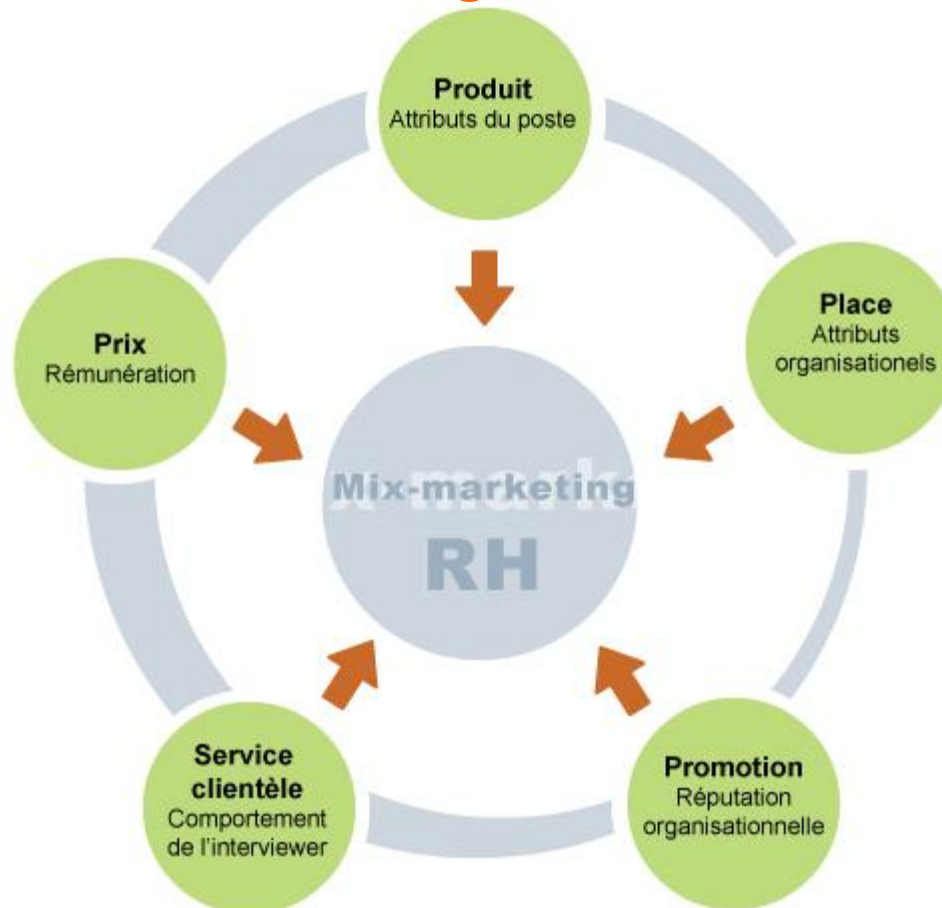 Produit
Attributs du poste
Place
Attributs
organisationels
Prix
Rémunération
Mix-marketing
RH
Service
clientèle
Comportement
de l'interviewer
Promotion
Réputation
organisationnelle